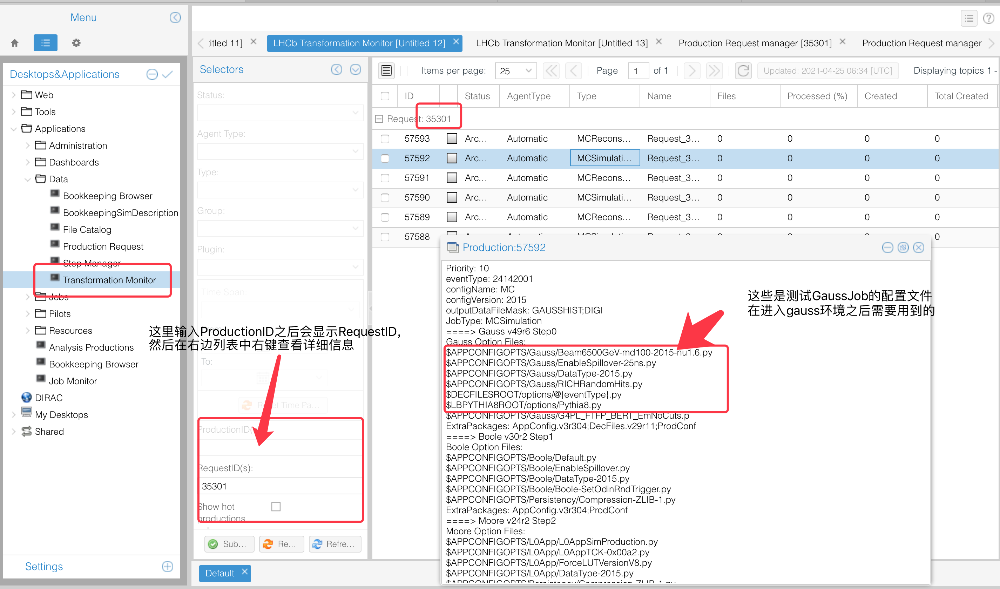 Menu
itled 11]
LHCb Transformation Monitor [Untitled 12]
LHCb Transformation Monitor [Untitled 13]
Production Request manager [35301]
Production Request manager
Desktops&Applications
Web
Tools
Applications
Administration
Dashboards
Data
Bookkeeping Browser
BookkeepingSimDescription
File Catalog
Production Request
Step Manager
Transformation Monitor
Jobs
Pilots
Resources
Analysis Productions
Bookkeeping Browser
Job Monitor
DIRAC
My Desktops
Shared
Settings
Selectors
Status:
Agent Type:
Type:
Group:
Plugin:
Time Span:
From:
这里输入ProductionID之后会显示RequestID,
然后在右边列表中右键查看详细信息
To:
Reset Time Pa...
ProductionID(
RequestID(s):
35301
Show hot
productions
Sub... Re... Refre...
Default
Items per page: 25 Page 1 of 1 Updated: 2021-04-25 06:34 [UTC] Displaying topics 1 -
ID Status AgentType Type Name Files Processed (%) Created Total Created
Request: 35301
57593 Arc... Automatic MCRecons... Request_3... 0 0 0 0
57592 Arc... Automatic MCSimulati... Request_3... 0 0 0 0
57591 Arc... Automatic MCRecons... Request_3... 0 0 0 0
57590 Arc... Automatic MCSimulati... Request_3... 0 0 0 0
57589 Arc... Automatic MCRecons... Request_3... 0 0 0 0
57588 0
Production:57592
Priority: 10
eventType: 24142001
configName: MC
configVersion: 2015
outputDataFileMask: GAUSSHIST;DIGI
JobType: MCSimulation
====> Gauss v49r6 Step0
Gauss Option Files:
$APPCONFIGOPTS/Gauss/Beam6500GeV-md100-2015-nu1.6.py
$APPCONFIGOPTS/Gauss/EnableSpillover-25ns.py
$APPCONFIGOPTS/Gauss/DataType-2015.py
$APPCONFIGOPTS/Gauss/RICHRandomHits.py
$DECFILESROOT/options/@{eventType}.py
$LBPYTHIA8ROOT/options/Pythia8.py
$APPCONFIGOPTS/Gauss/G4PL_FTFP_BERT_EmNoCuts.p
ExtraPackages: AppConfig.v3r304;DecFiles.v29r11;ProdConf
====> Boole v30r2 Step1
Boole Option Files:
$APPCONFIGOPTS/Boole/Default.py
$APPCONFIGOPTS/Boole/EnableSpillover.py
$APPCONFIGOPTS/Boole/DataType-2015.py
$APPCONFIGOPTS/Boole/Boole-SetOdinRndTrigger.py
$APPCONFIGOPTS/Persistency/Compression-ZLIB-1.py
ExtraPackages: AppConfig.v3r304;ProdConf
====> Moore v24r2 Step2
Moore Option Files:
$APPCONFIGOPTS/L0App/L0AppSimProduction.py
$APPCONFIGOPTS/L0App/L0AppTCK-0x00a2.py
$APPCONFIGOPTS/L0App/ForceLUTVersionV8.py
$APPCONFIGOPTS/L0App/DataType-2015.py
$APPCONFIGOPTS/Persistency/Compression-ZLIB-1.py
这些是测试GaussJob的配置文件
在进入gauss环境之后需要用到的